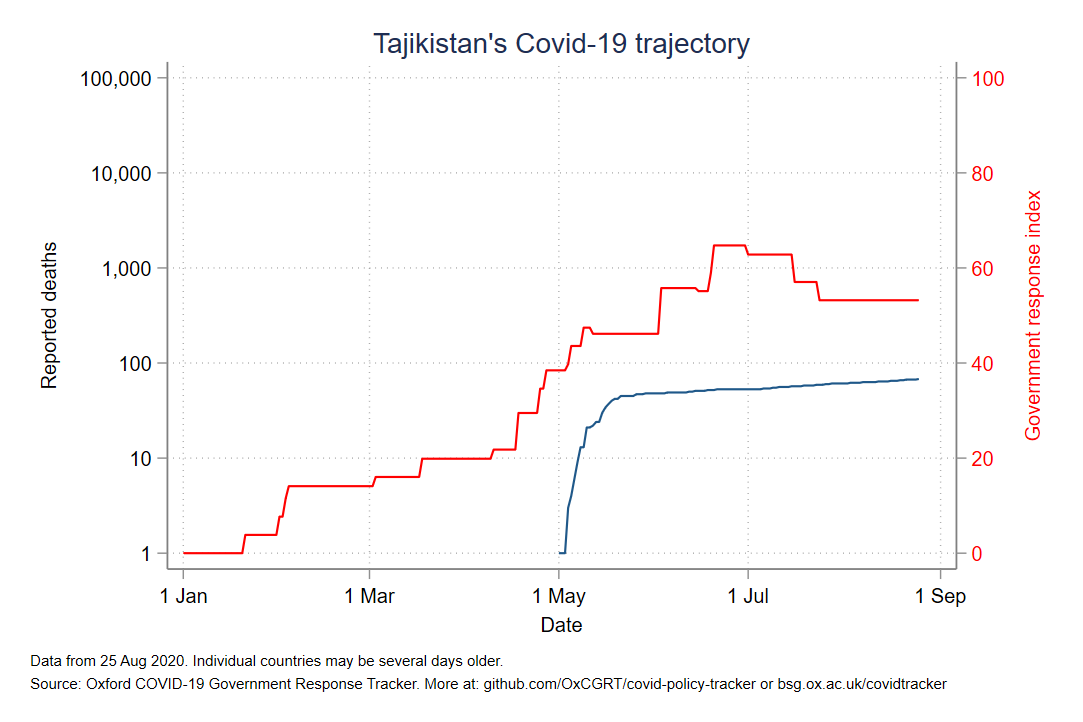 Tajikistan's Covid-19 trajectory
100,000
10,000
1,000
100
10
1
Reported deaths
100
80
60
40
20
0
Government response index
1 Jan
1 Mar
1 May
1 Jul
1 Sep
Date
Data from 25 Aug 2020. Individual countries may be several days older.
Source: Oxford COVID-19 Government Response Tracker. More at: github.com/OxCGRT/covid-policy-tracker or bsg.ox.ac.uk/covidtracker